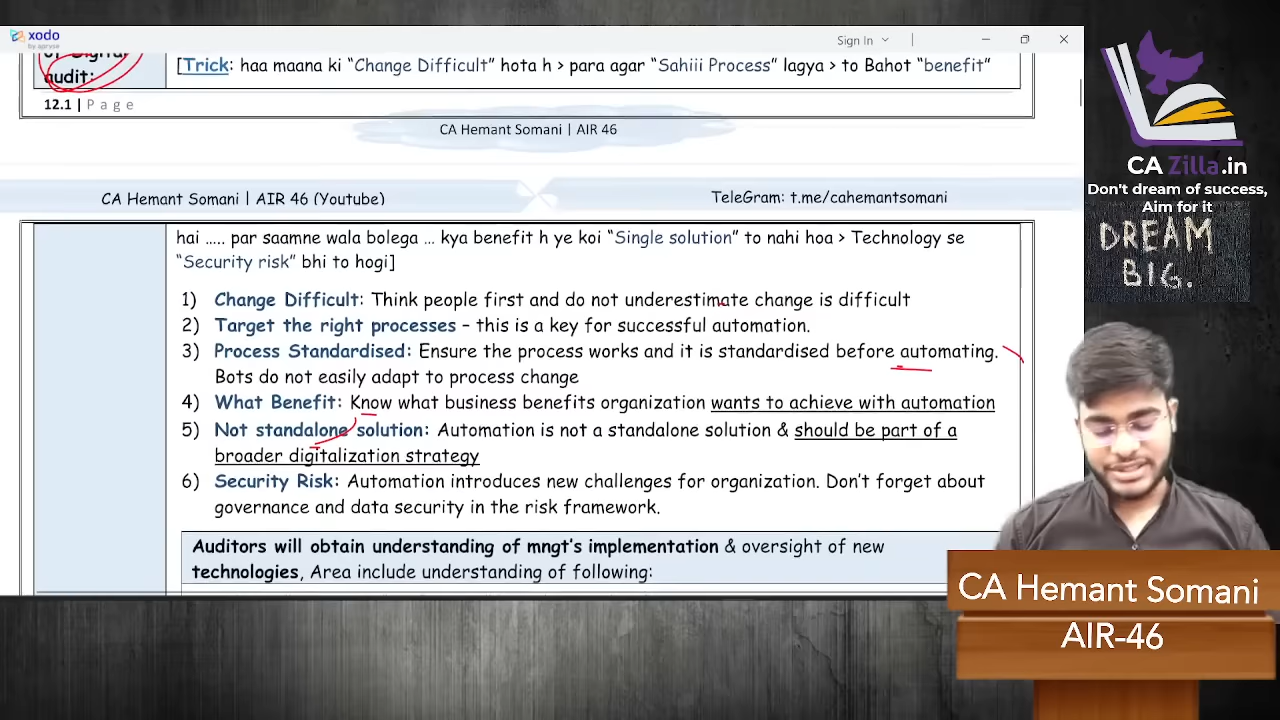 xodo
by apryse
Sign In
of Digital
audit:
[Trick: haa maana ki “Change Difficult” hota h > para agar “Sahiii Process” lagya > to Bahot “benefit”
12.1 | Page
CA Hemant Somani | AIR 46
CA Hemant Somani | AIR 46 (Youtube)
TeleGram: t.me/cahemantsomani
hai ..... par saamne wala bolega ... kya benefit h ye koi “Single solution” to nahi hoa > Technology se
“Security risk” bhi to hogi]
1) Change Difficult: Think people first and do not underestimate change is difficult
2) Target the right processes – this is a key for successful automation.
3) Process Standardised: Ensure the process works and it is standardised before automating.
Bots do not easily adapt to process change
4) What Benefit: Know what business benefits organization wants to achieve with automation
5) Not standalone solution: Automation is not a standalone solution & should be part of a
broader digitalization strategy
6) Security Risk: Automation introduces new challenges for organization. Don’t forget about
governance and data security in the risk framework.
Auditors will obtain understanding of mngt’s implementation & oversight of new
technologies, Area include understanding of following:
CA Zilla.in
Don't dream of success,
Aim for it
DREAM
BIG.
CA Hemant Somani
AIR-46